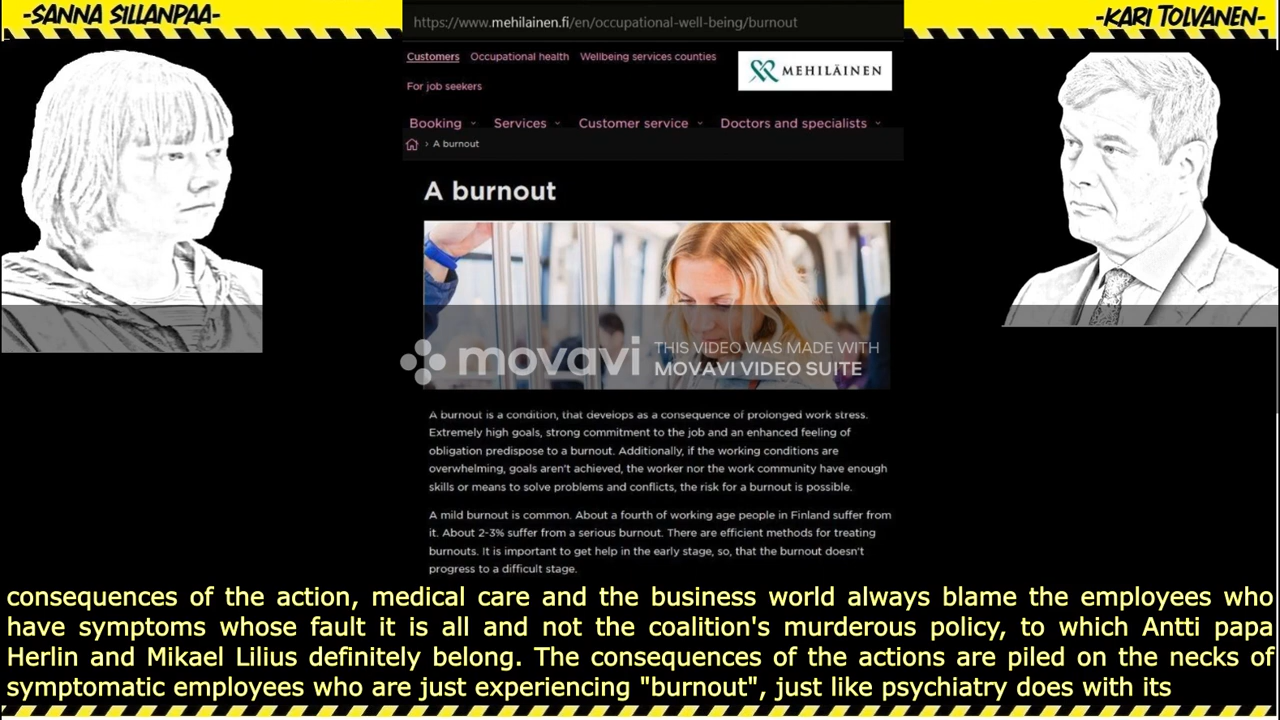 -SANNA SILLANPAA-
-KARI TOLVANEN-
https://www.mehilainen.fi/en/occupational-well-being/burnout
Customers Occupational health Wellbeing services counties
For job seekers
MEHILÄINEN
Booking Services Customer service Doctors and specialists
› A burnout
A burnout
movavi
THIS VIDEO WAS MADE WITH
MOVAVI VIDEO SUITE
A burnout is a condition, that develops as a consequence of prolonged work stress.
Extremely high goals, strong commitment to the job and an enhanced feeling of
obligation predispose to a burnout. Additionally, if the working conditions are
overwhelming, goals aren't achieved, the worker nor the work community have enough
skills or means to solve problems and conflicts, the risk for a burnout is possible.
A mild burnout is common. About a fourth of working age people in Finland suffer from
it. About 2-3% suffer from a serious burnout. There are efficient methods for treating
burnouts. It is important to get help in the early stage, so, that the burnout doesn't
progress to a difficult stage.
consequences of the action, medical care and the business world always blame the employees who
have symptoms whose fault it is all and not the coalition's murderous policy, to which Antti papa
Herlin and Mikael Lilius definitely belong. The consequences of the actions are piled on the necks of
symptomatic employees who are just experiencing "burnout", just like psychiatry does with its